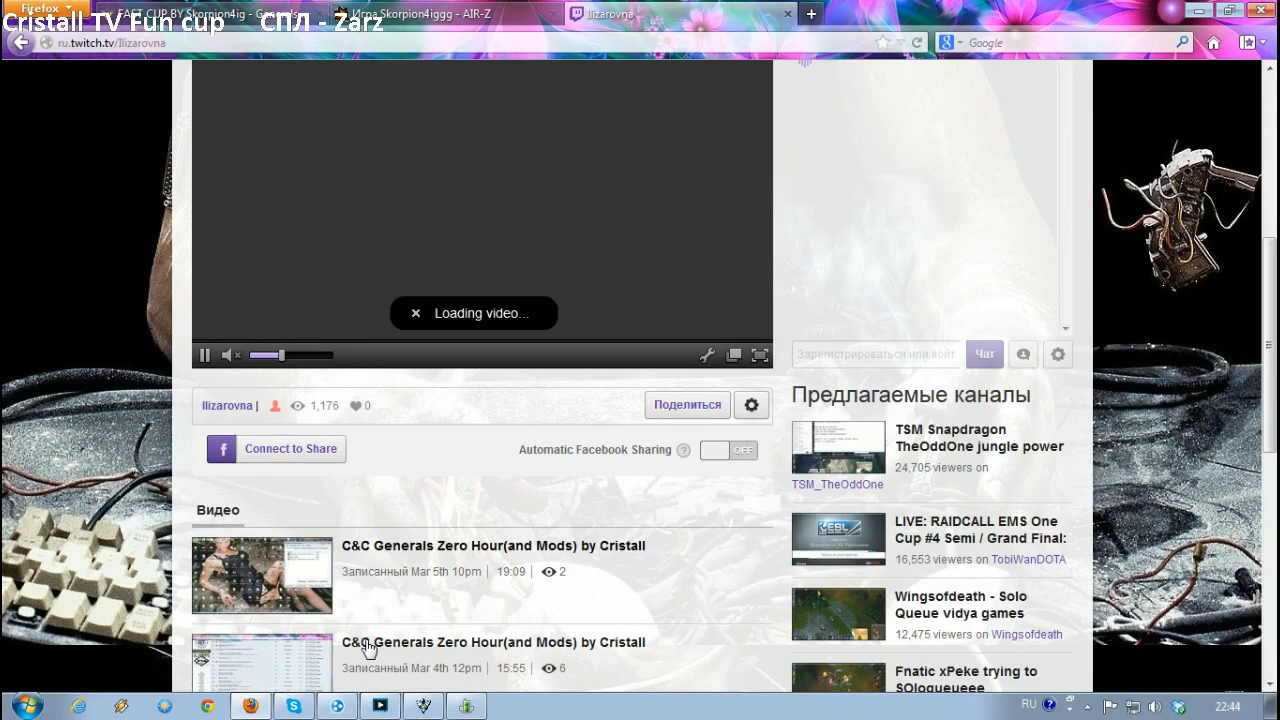 Firefox
FAST CUP BY Skorpion4ig - General
Игра Skorpion4iggg - AIR-Z
Ilizarovna
Cristall TV Fun cup СПЛ - Zarz
ru.twitch.tv/Ilizarovna
Google
Loading video...
Зарегистрироваться или войт
Чат
Ilizarovna |
1,176
0
Поделиться
Connect to Share
Automatic Facebook Sharing
?
OFF
Видео
C&C Generals Zero Hour(and Mods) by Cristall
Записанный Mar 5th 10pm
19:09
2
C&C Generals Zero Hour(and Mods) by Cristall
Записанный Mar 4th 12pm
15:55
6
Предлагаемые каналы
TSM Snapdragon
TheOddOne jungle power
24,705 viewers on
TSM_TheOddOne
LIVE: RAIDCALL EMS One
Cup #4 Semi / Grand Final:
16,553 viewers on TobiWanDOTA
Wingsofdeath - Solo
Queue vidya games
12,475 viewers on Wingsofdeath
Fnatic xPeke trying to
SOloqueueee
RU
22:44